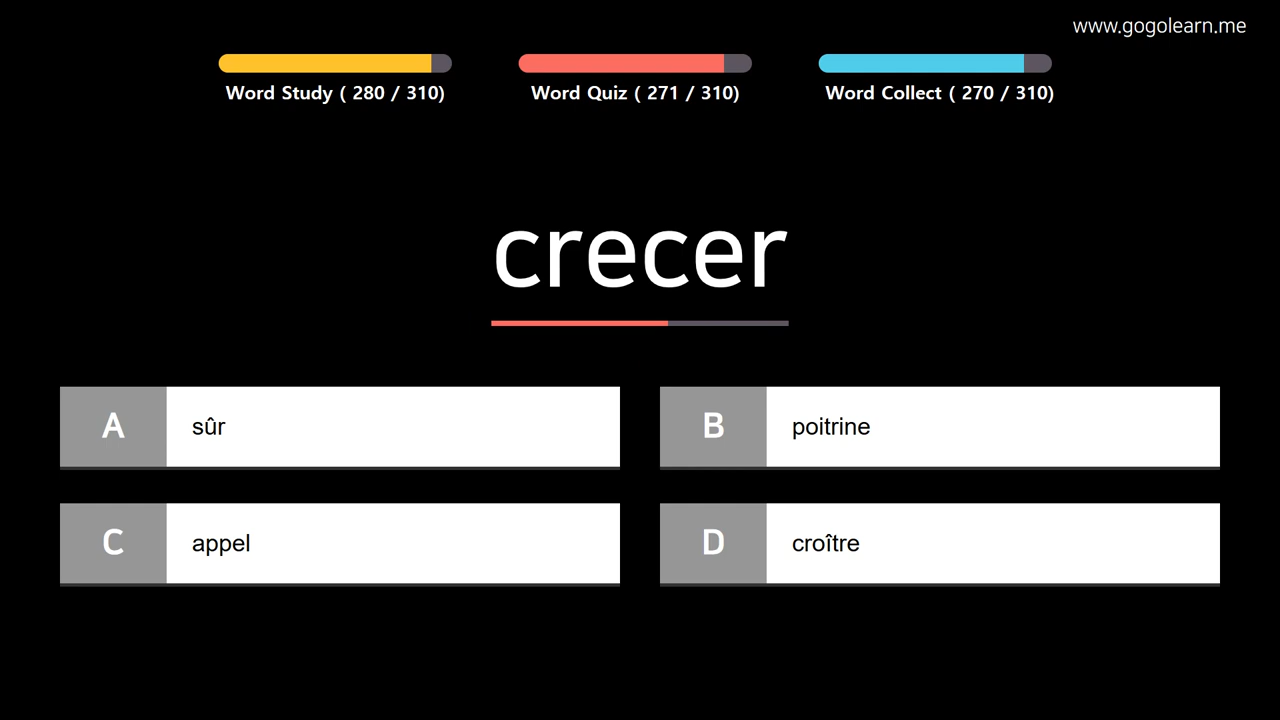 www.gogolearn.me
Word Study ( 280 / 310)
Word Quiz ( 271 / 310)
Word Collect ( 270 / 310)
crecer
A sûr
B poitrine
C appel
D croître